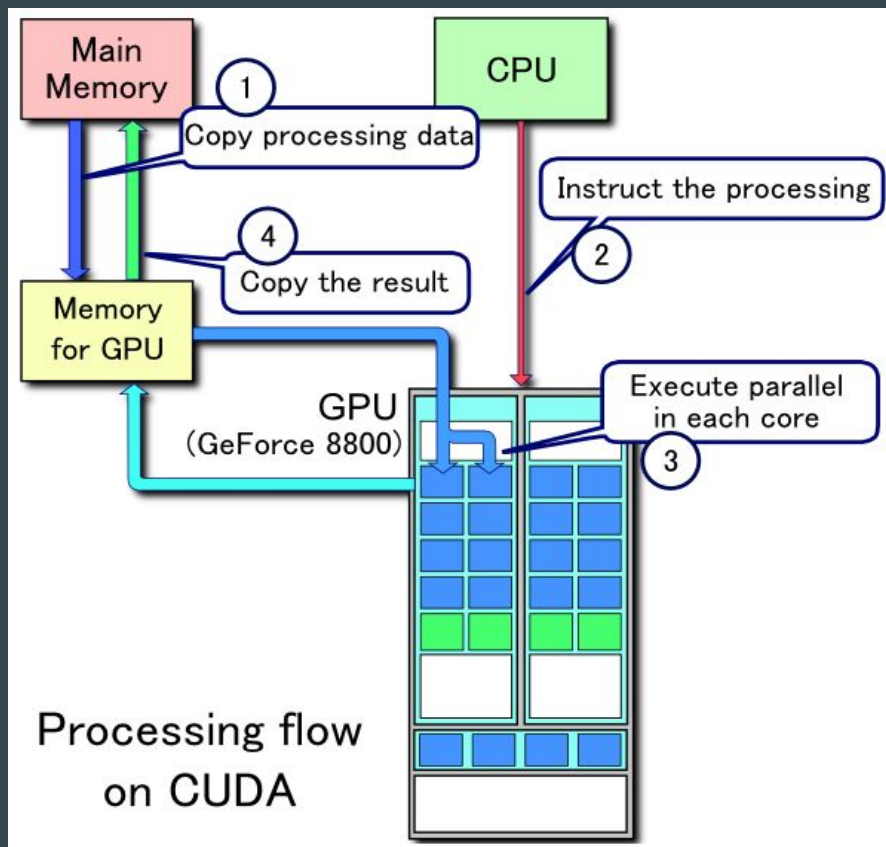 Main
Memory
CPU
1
Copy processing data
Instruct the processing
2
4
Copy the result
Memory
for GPU
GPU
(GeForce 8800)
Execute parallel
in each core
3
Processing flow
on CUDA